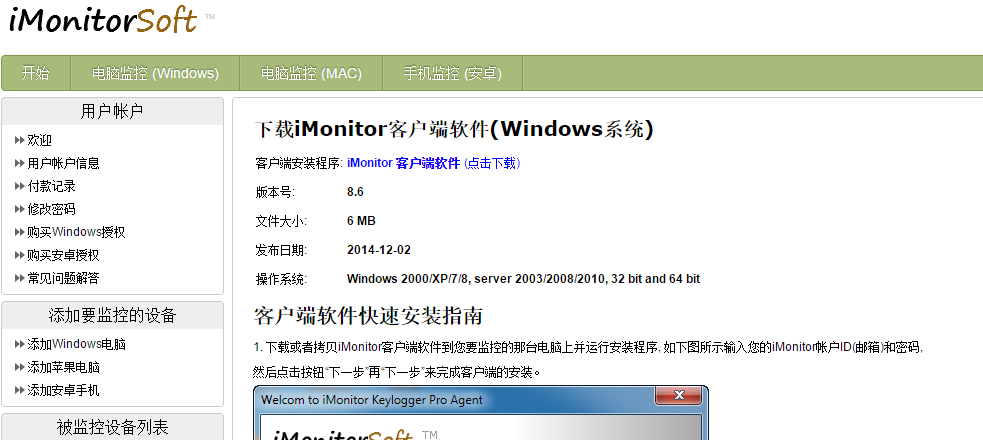 iMonitorSoft ™
开始
电脑监控 (Windows)
电脑监控 (MAC)
手机监控 (安卓)
用户帐户
欢迎
用户帐户信息
付款记录
修改密码
购买Windows授权
购买安卓授权
常见问题解答
添加要监控的设备
添加Windows电脑
添加苹果电脑
添加安卓手机
被监控设备列表
下载iMonitor客户端软件(Windows系统)
客户端安装程序: iMonitor 客户端软件 (点击下载)
版本号: 8.6
文件大小: 6 MB
发布日期: 2014-12-02
操作系统: Windows 2000/XP/7/8, server 2003/2008/2010, 32 bit and 64 bit
客户端软件快速安装指南
1. 下载或者拷贝iMonitor客户端软件到您要监控的那台电脑上并运行安装程序, 如下图所示输入您的iMonitor帐户ID(邮箱)和密码,
然后点击按钮“下一步”再“下一步”来完成客户端的安装。
Welcom to iMonitor Keylogger Pro Agent
iMonitorSoft TM